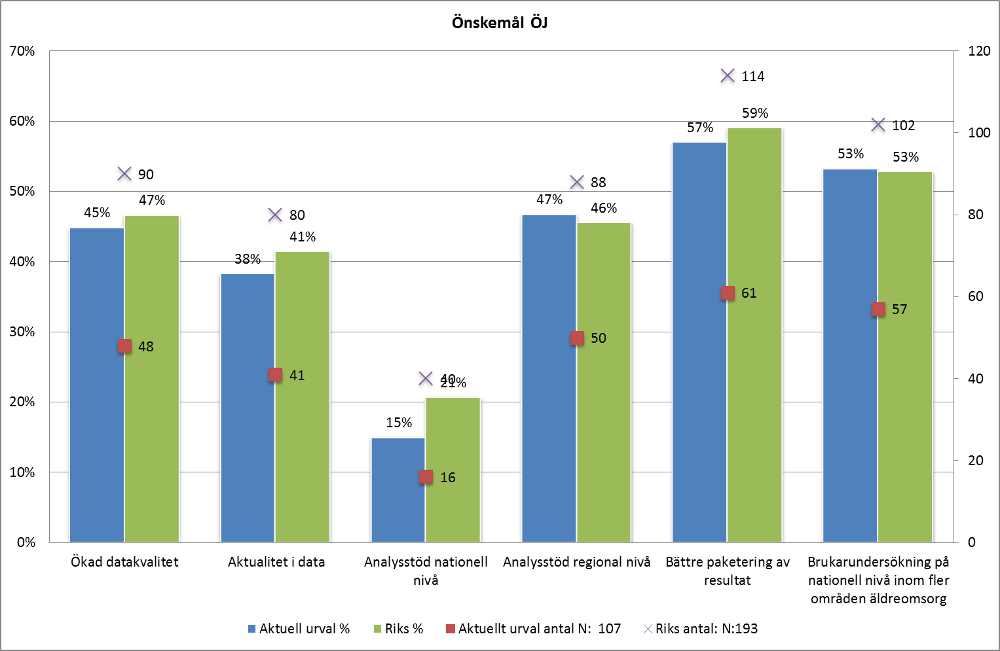 Önskemål ÖJ
70%
60%
50%
40%
30%
20%
10%
0%
120
100
80
60
40
20
0
45%
47%
90
48
38%
41%
80
41
15%
21%
40
16
47%
46%
88
50
57%
59%
114
61
53%
53%
102
57
Ökad datakvalitet
Aktualitet i data
Analysstöd nationell
nivå
Analysstöd regional nivå
Bättre paketering av
resultat
Brukarundersökning på
nationell nivå inom fler
områden äldreomsorg
Aktuell urval %
Riks %
Aktuellt urval antal N: 107
Riks antal: N:193